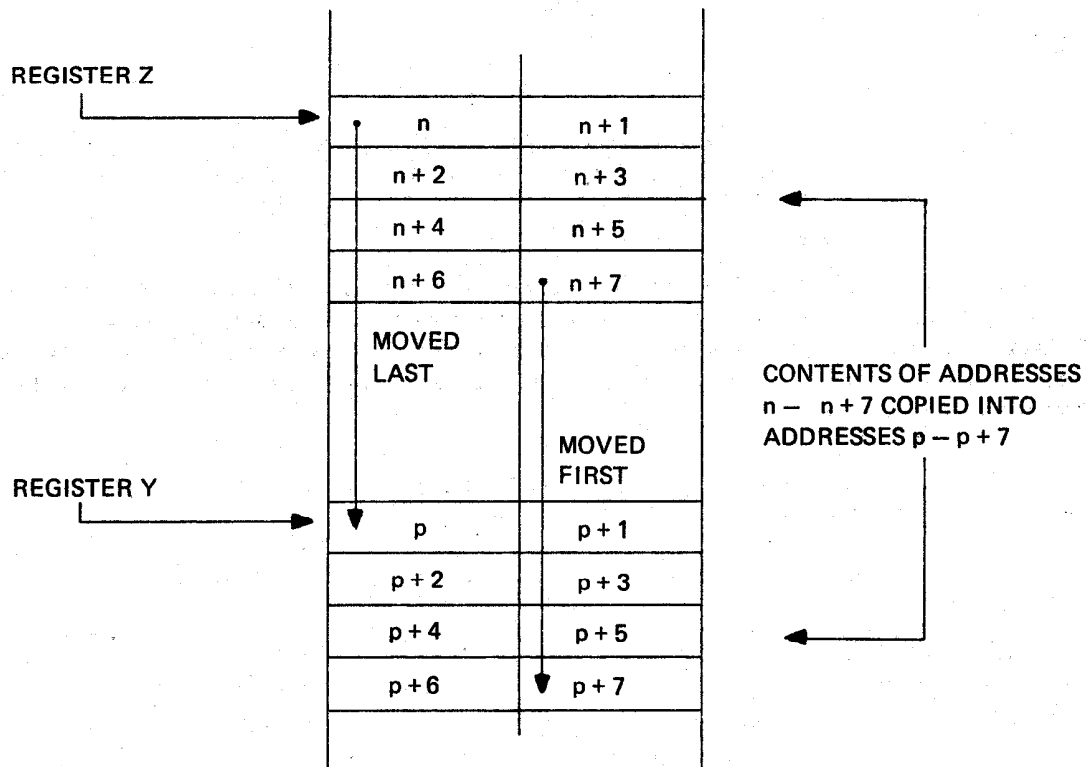 REGISTER Z
n n + 1
n + 2 n + 3
n + 4 n + 5
n + 6 n + 7
MOVED
LAST
CONTENTS OF ADDRESSES
n — n + 7 COPIED INTO
ADDRESSES p — p + 7
MOVED
FIRST
REGISTER Y
p p + 1
p + 2 p + 3
p + 4 p + 5
p + 6 p + 7